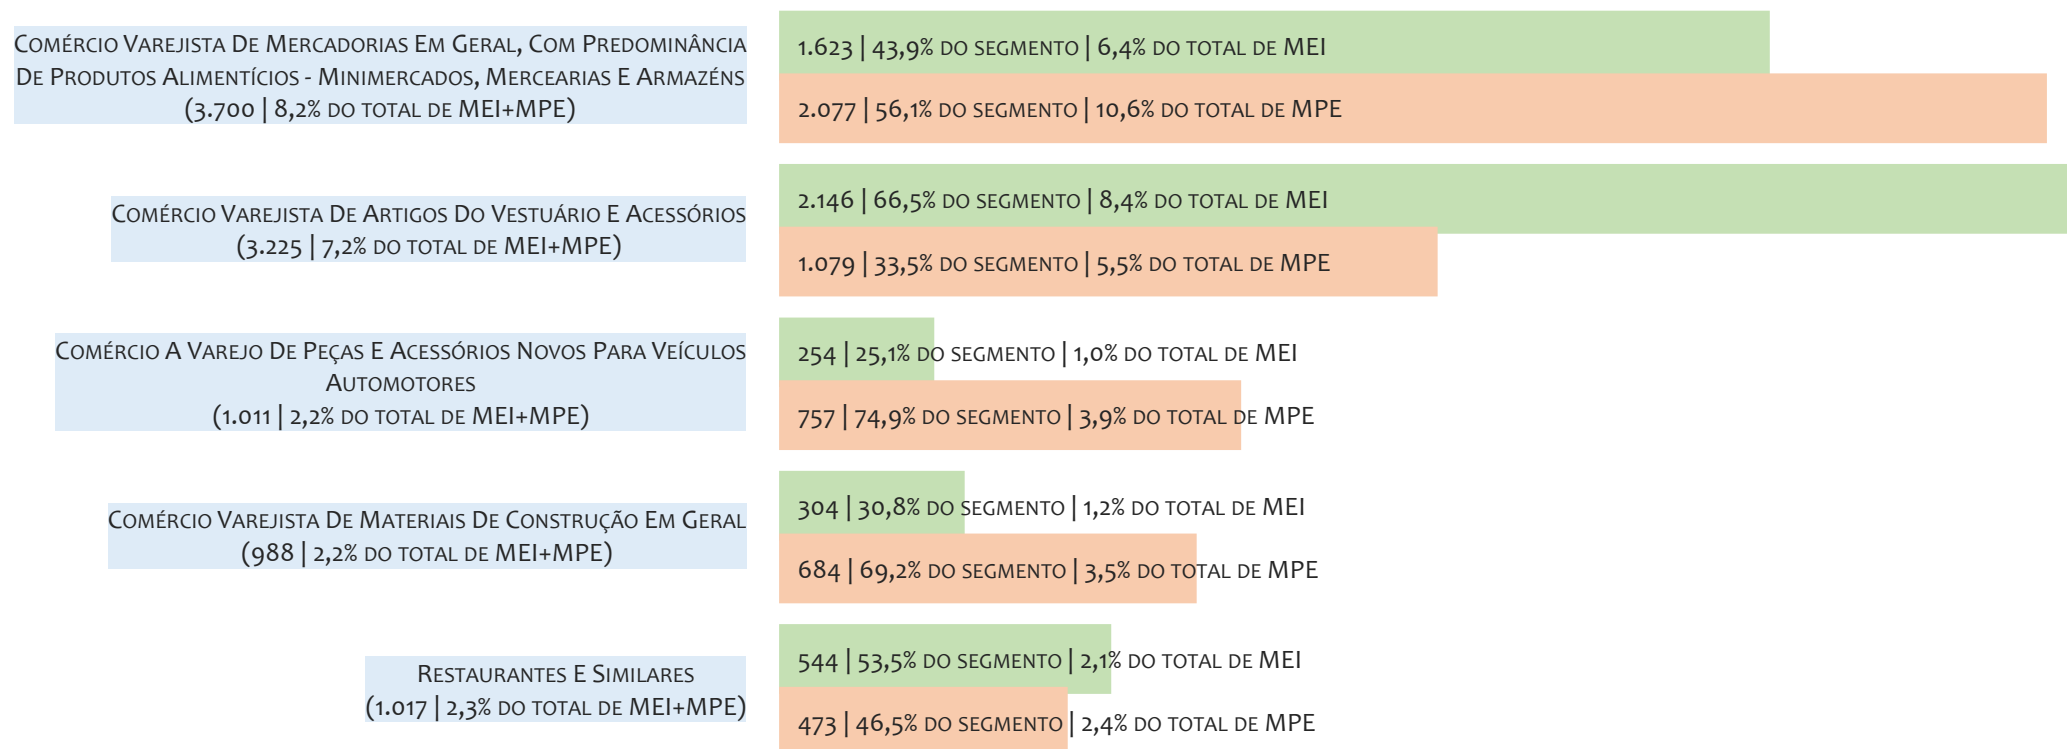 Comércio Varejista De Mercadorias Em Geral, Com Predominância
De Produtos Alimentícios - Minimercados, Mercearias E Armazéns
(3.700 | 8,2% do total de MEI+MPE)
1.623 | 43,9% do segmento | 6,4% do total de MEI
2.077 | 56,1% do segmento | 10,6% do total de MPE
Comércio Varejista De Artigos Do Vestuário E Acessórios
(3.225 | 7,2% do total de MEI+MPE)
2.146 | 66,5% do segmento | 8,4% do total de MEI
1.079 | 33,5% do segmento | 5,5% do total de MPE
Comércio A Varejo De Peças E Acessórios Novos Para Veículos
Automotores
(1.011 | 2,2% do total de MEI+MPE)
254 | 25,1% do segmento | 1,0% do total de MEI
757 | 74,9% do segmento | 3,9% do total de MPE
Comércio Varejista De Materiais De Construção Em Geral
(988 | 2,2% do total de MEI+MPE)
304 | 30,8% do segmento | 1,2% do total de MEI
684 | 69,2% do segmento | 3,5% do total de MPE
Restaurantes E Similares
(1.017 | 2,3% do total de MEI+MPE)
544 | 53,5% do segmento | 2,1% do total de MEI
473 | 46,5% do segmento | 2,4% do total de MPE